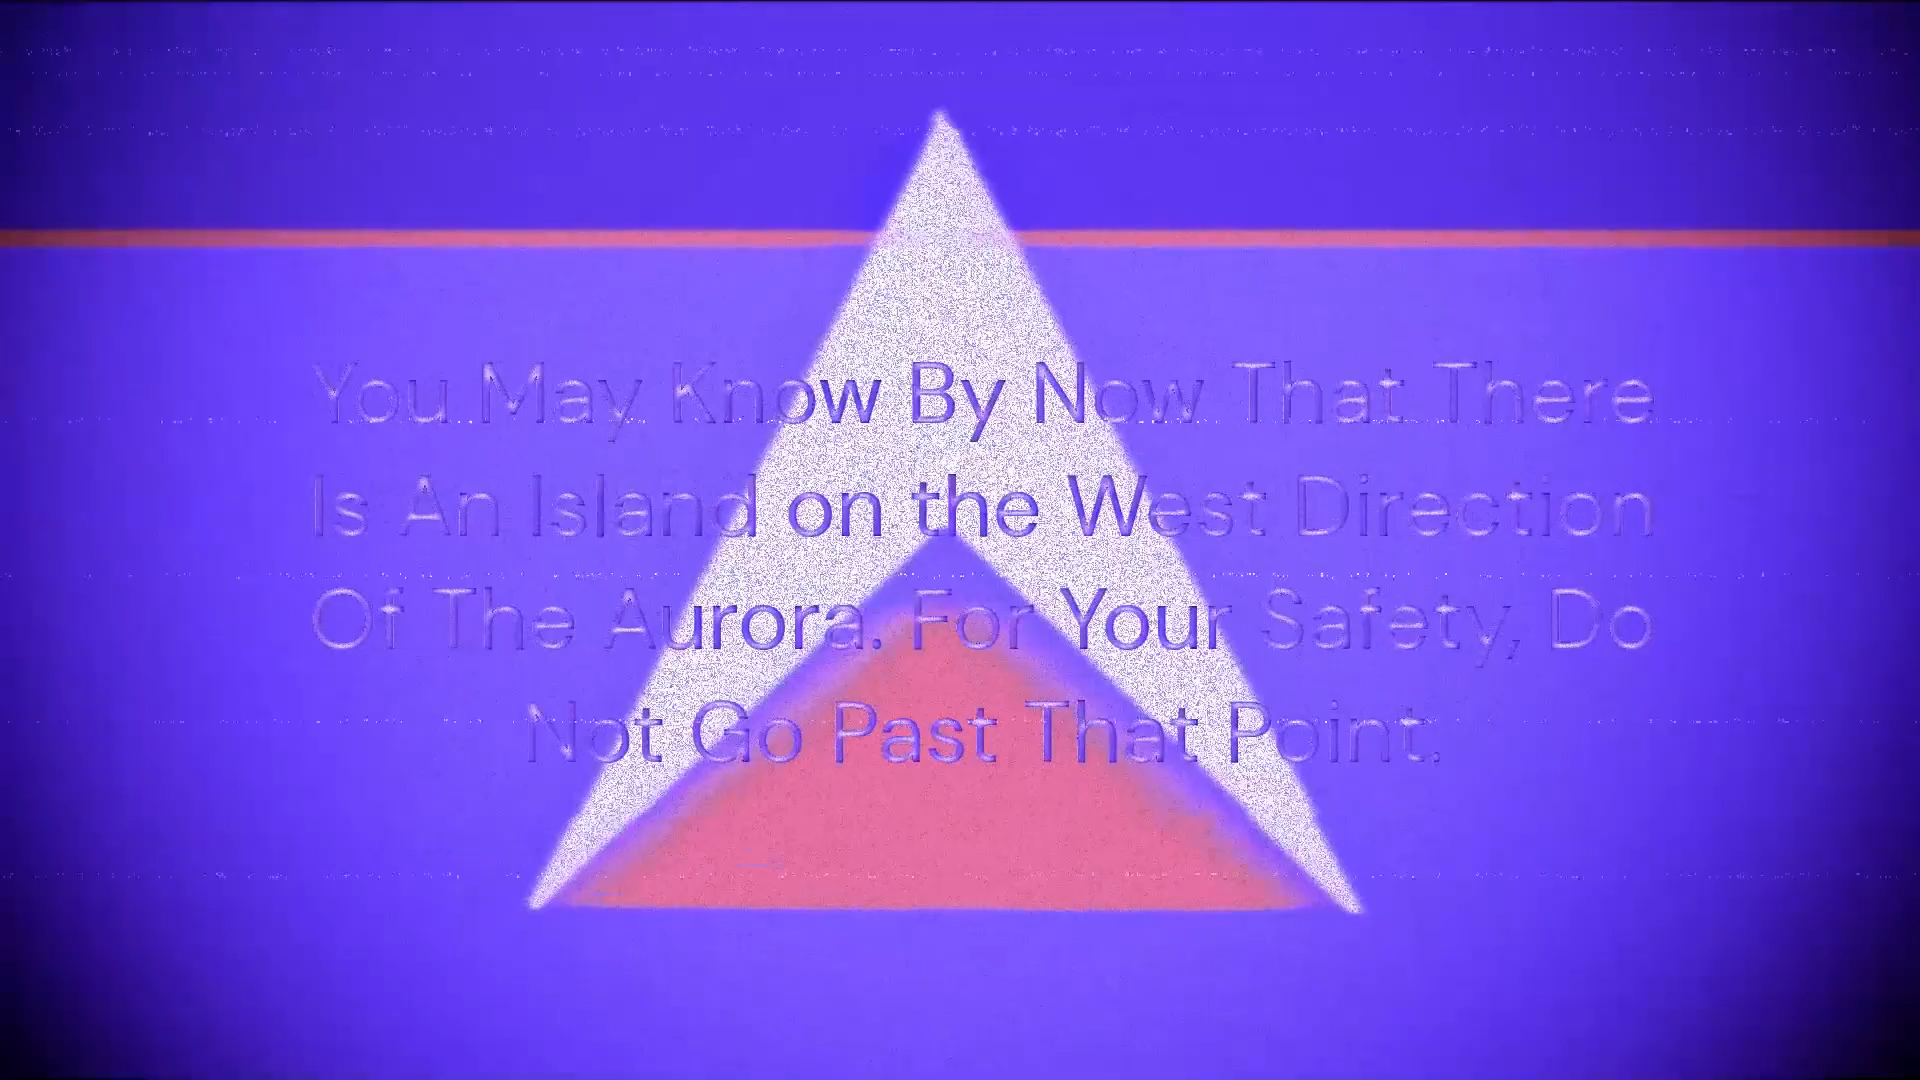 You May Know By Now That There
Is An Island on the West Direction
Of The Aurora. For Your Safety, Do
Not Go Past That Point.